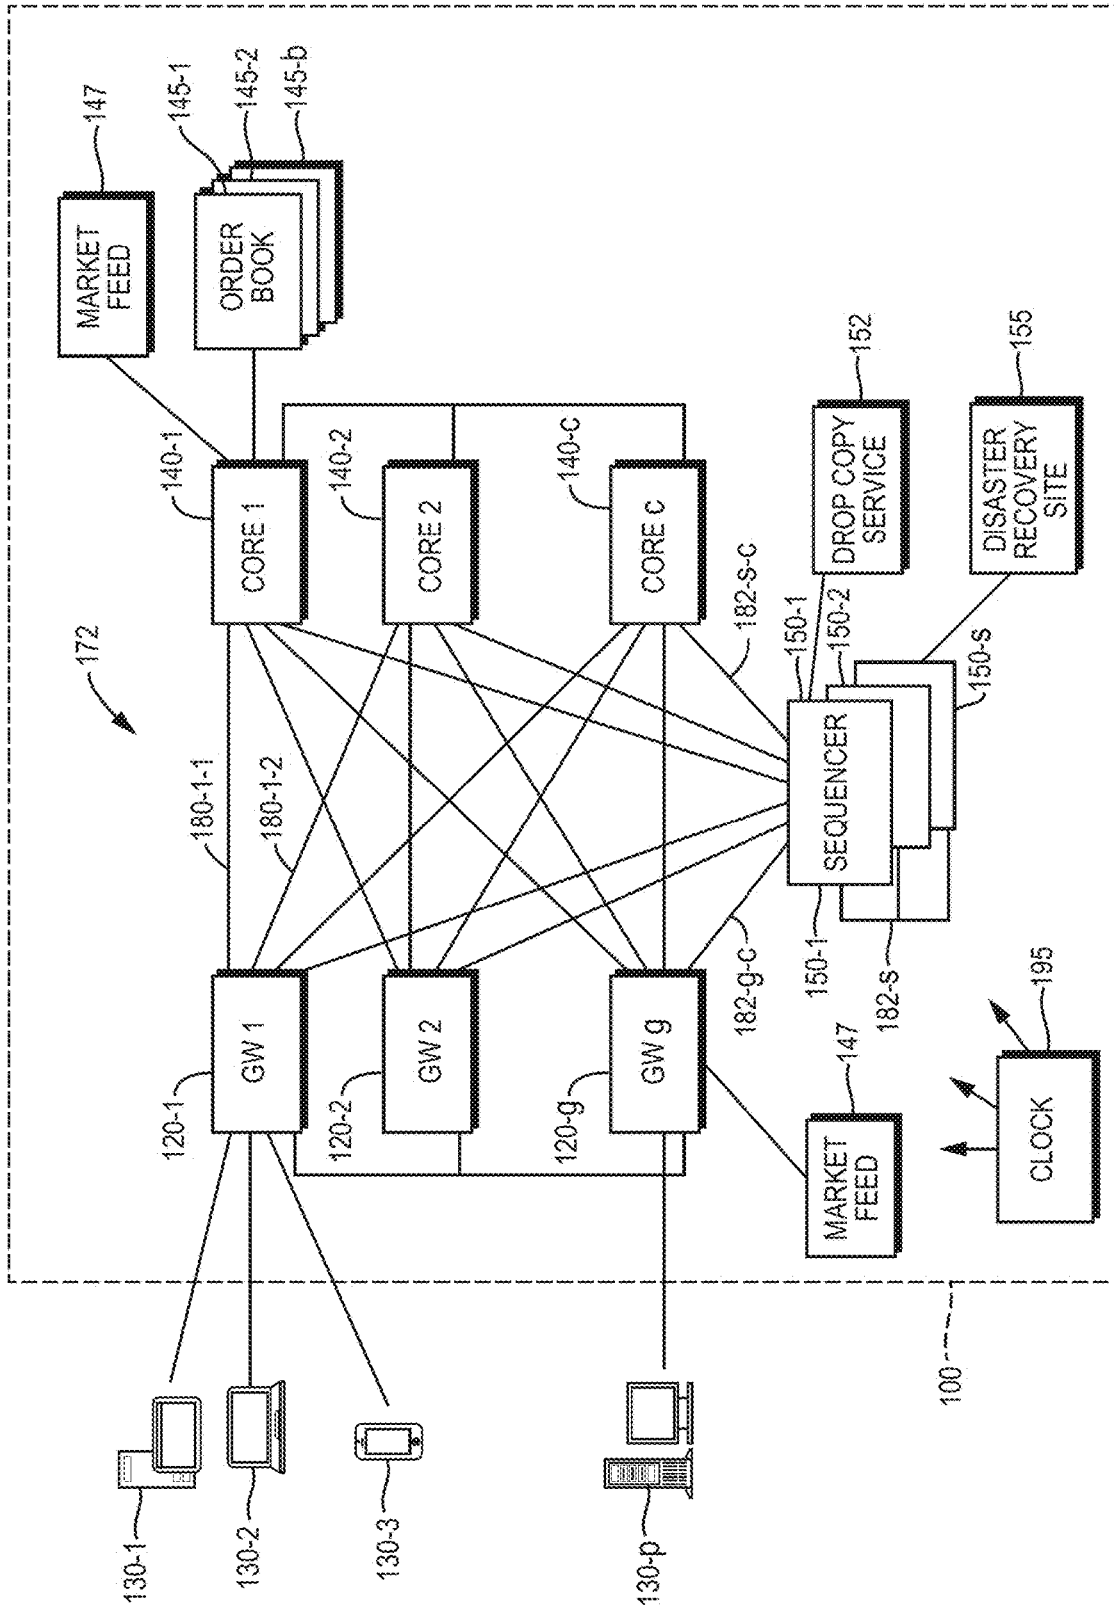 172
147
MARKET
FEED
145-1
145-2
145-b
ORDER
BOOK
130-1
130-2
130-3
130-p
120-1
GW 1
120-2
GW 2
120-g
GW g
180-1-1
180-1-2
140-1
CORE 1
140-2
CORE 2
140-c
CORE c
182-s-c
182-g-c
150-1
150-1
150-2
150-s
SEQUENCER
182-s
152
DROP COPY
SERVICE
155
DISASTER
RECOVERY
SITE
147
MARKET
FEED
195
CLOCK
100